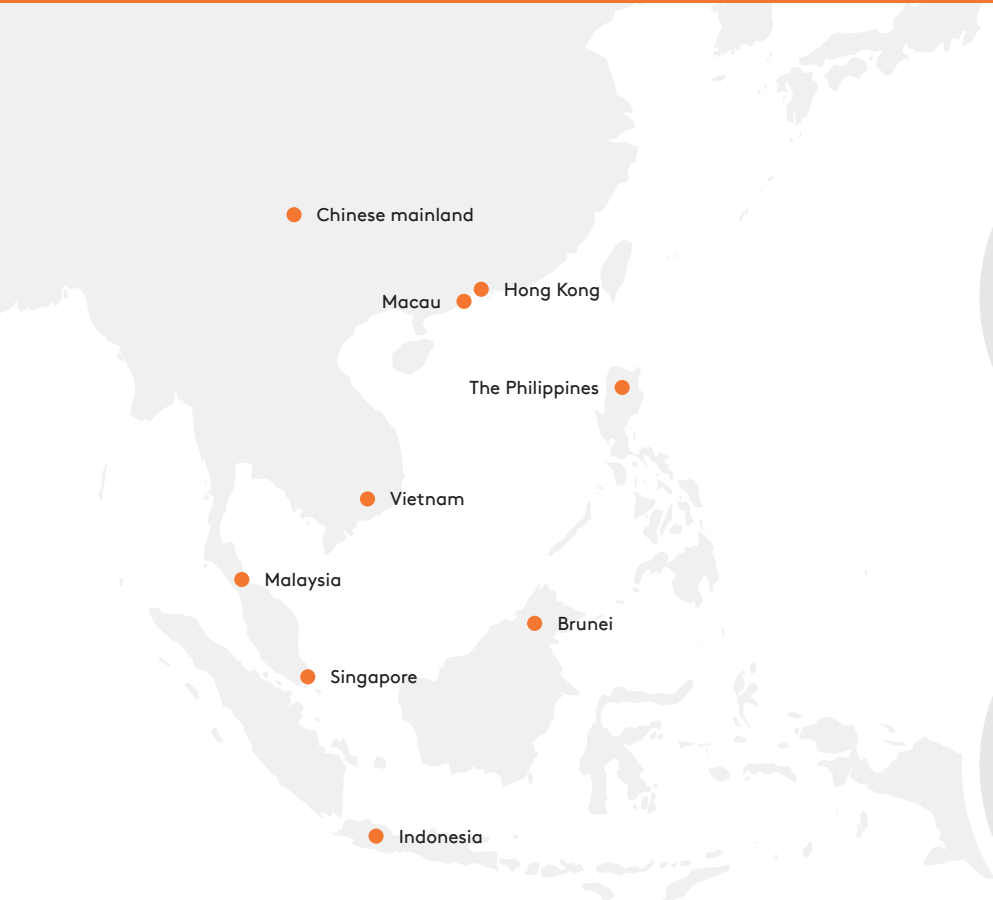 Chinese mainland
Hong Kong
Macau
The Philippines
Vietnam
Malaysia
Brunei
Singapore
Indonesia